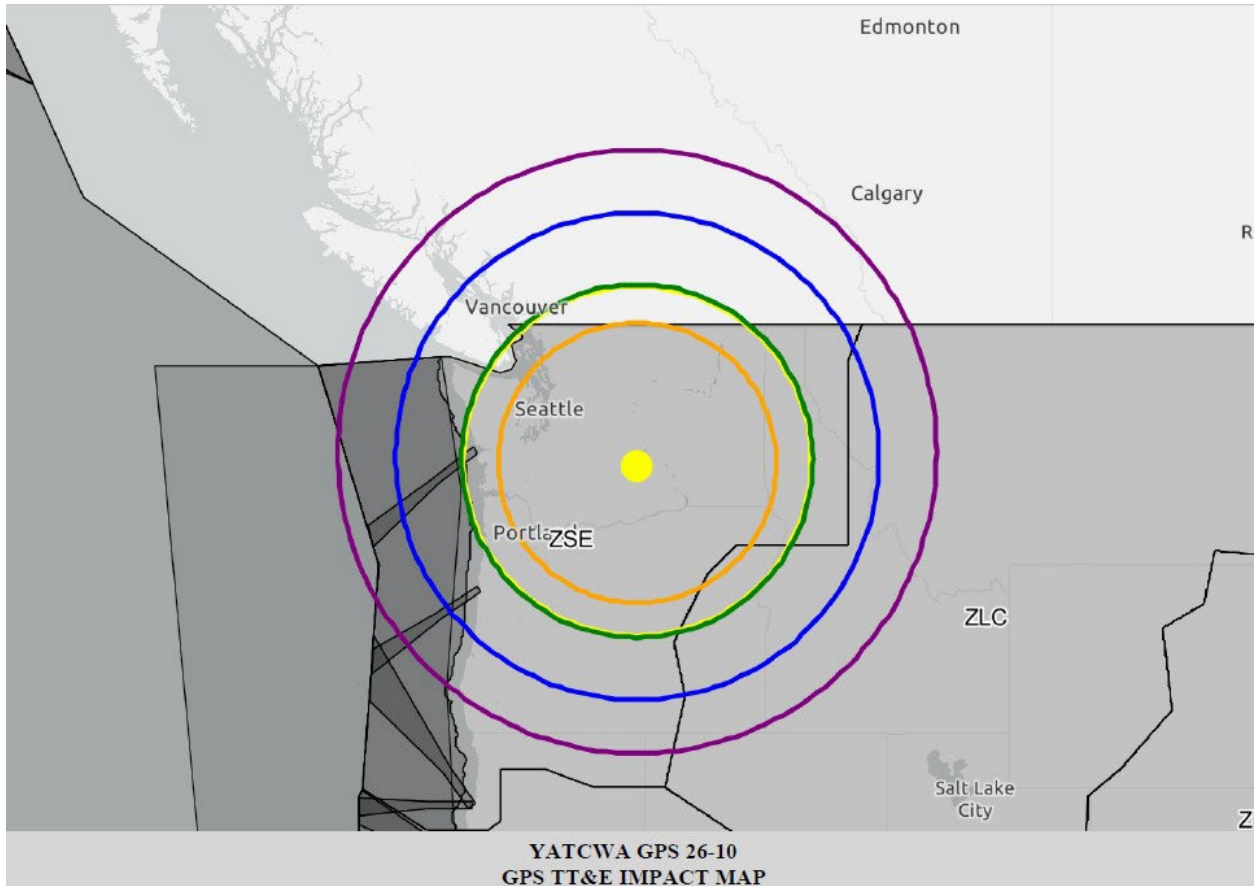 Edmonton
Calgary
R
Vancouver
Seattle
Portland
ZSE
ZLC
Salt Lake
City
Z
YATCWA GPS 26-10
GPS TT&E IMPACT MAP